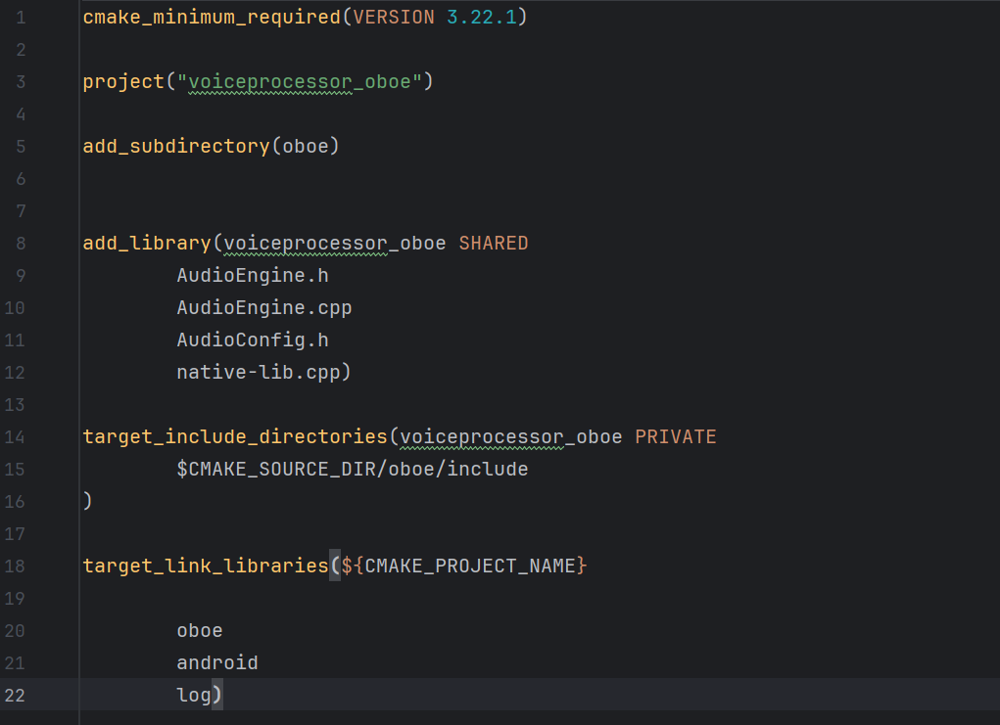 1 cmake_minimum_required(VERSION 3.22.1)
2
3 project("voiceprocessor_oboe")
4
5 add_subdirectory(oboe)
6
7
8 add_library(voiceprocessor_oboe SHARED
9         AudioEngine.h
10         AudioEngine.cpp
11         AudioConfig.h
12         native-lib.cpp)
13
14 target_include_directories(voiceprocessor_oboe PRIVATE
15         $CMAKE_SOURCE_DIR/oboe/include
16 )
17
18 target_link_libraries(${CMAKE_PROJECT_NAME}
19
20         oboe
21         android
22         log)